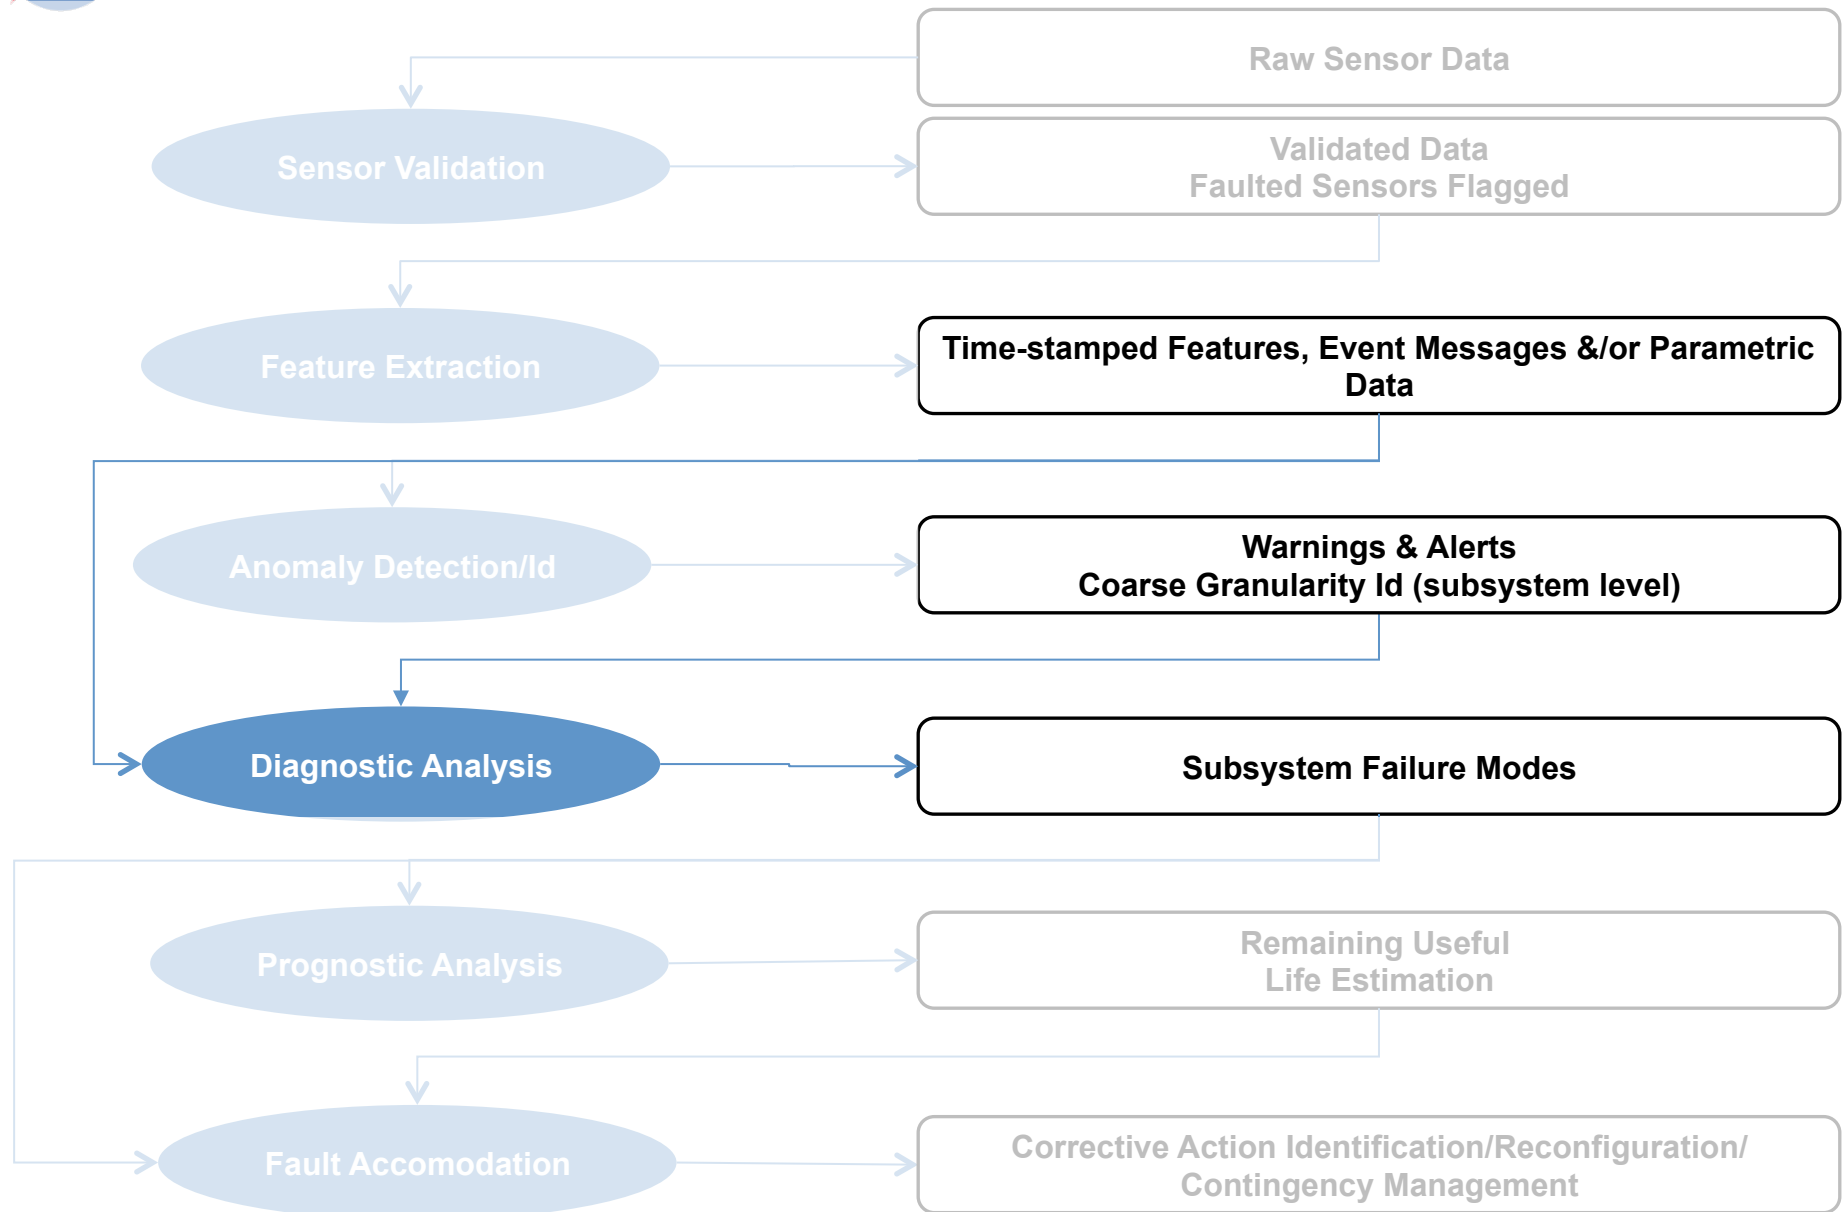 Raw Sensor Data
Sensor Validation
Validated Data
Faulted Sensors Flagged
Feature Extraction
Time-stamped Features, Event Messages &/or Parametric
Data
Anomaly Detection/Id
Warnings & Alerts
Coarse Granularity Id (subsystem level)
Diagnostic Analysis
Subsystem Failure Modes
Prognostic Analysis
Remaining Useful
Life Estimation
Fault Accomodation
Corrective Action Identification/Reconfiguration/
Contingency Management